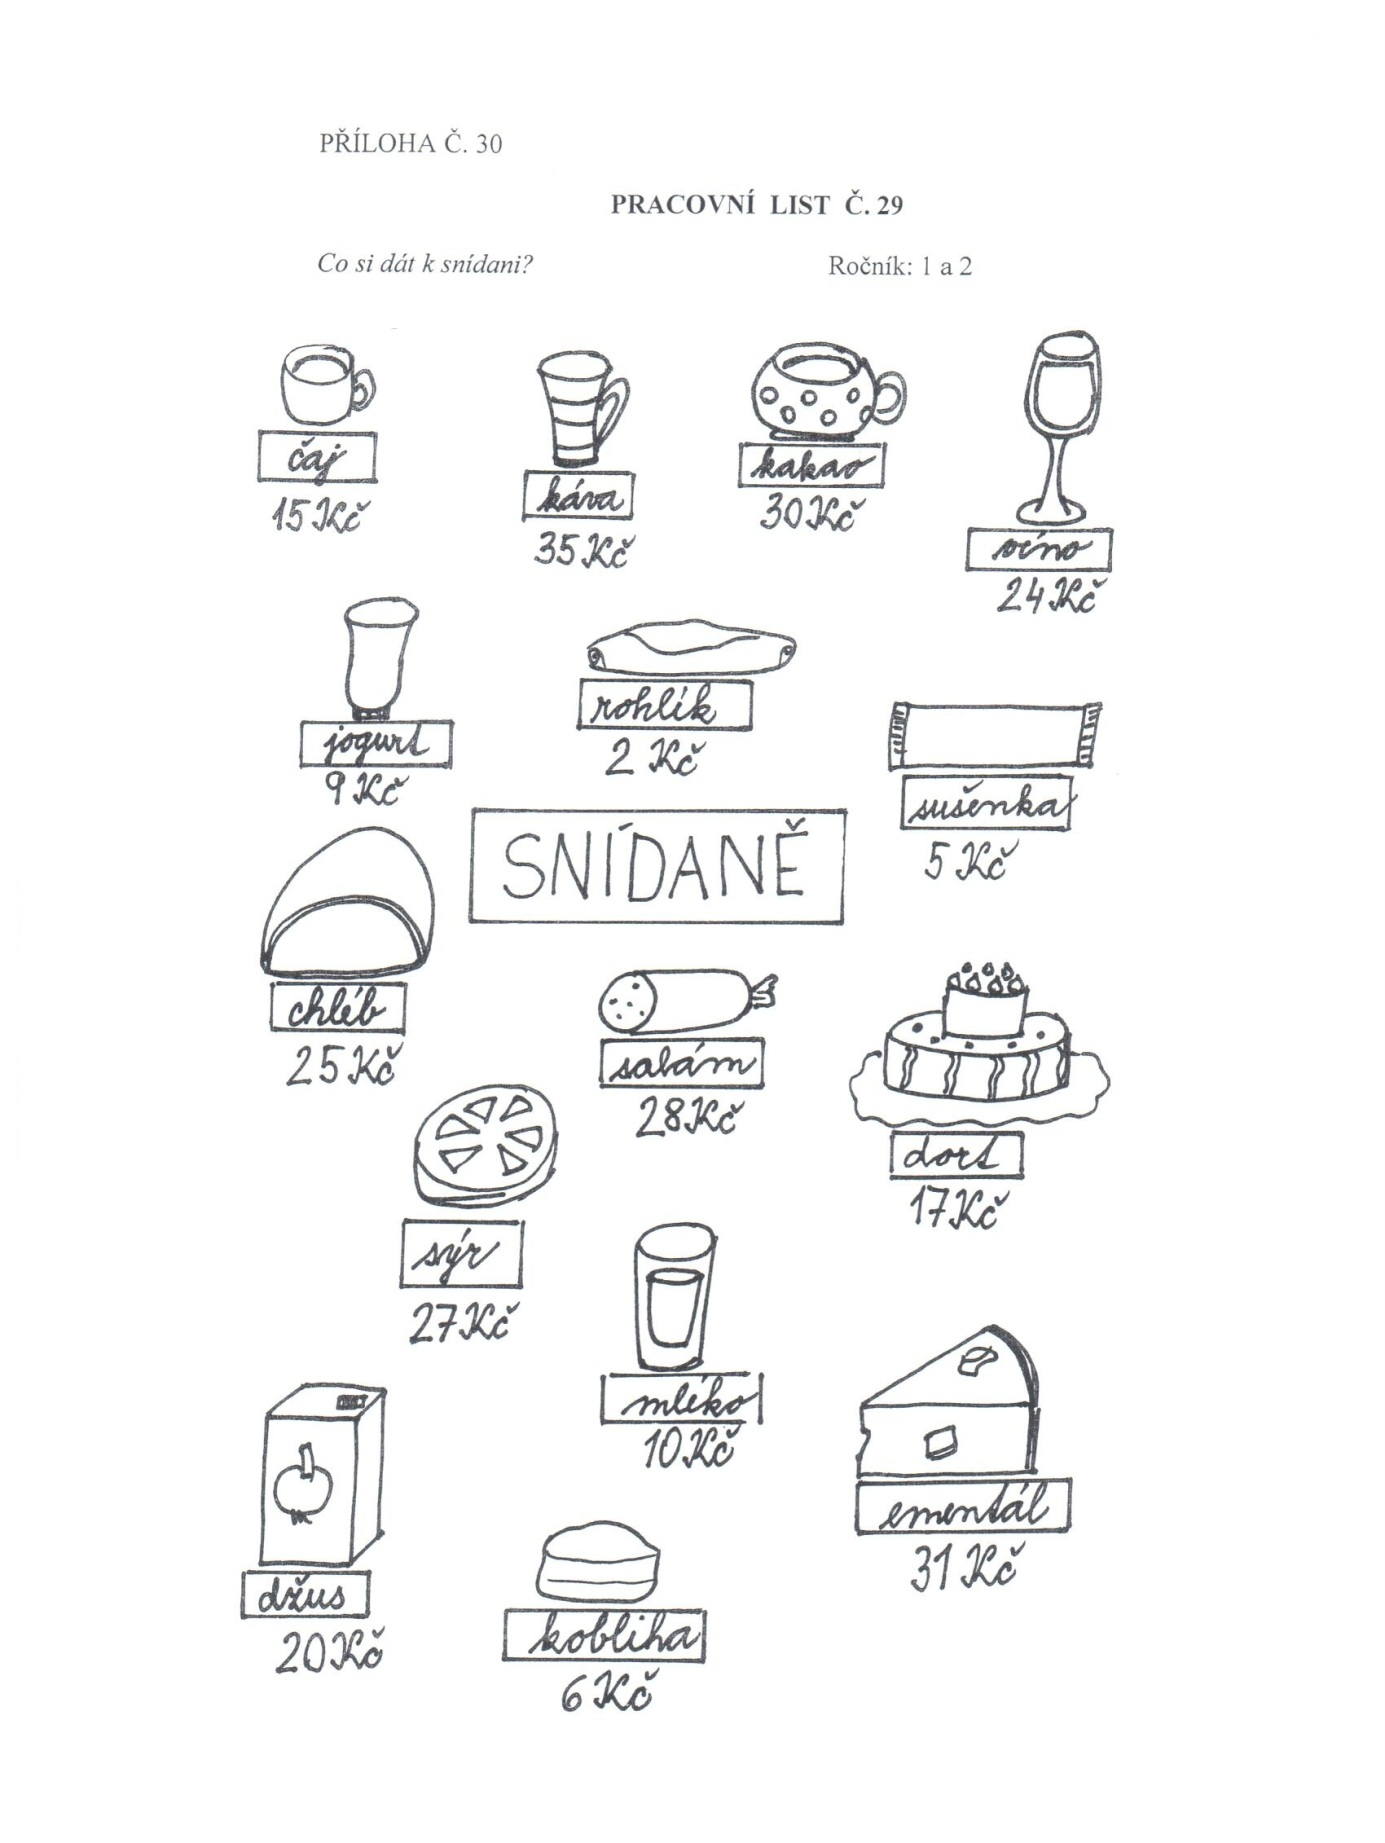 PŘÍLOHA Č. 30
PRACOVNÍ LIST Č. 29
Co si dát k snídani?
Ročník: 1 a 2
čaj
15 Kč
káva
35 Kč
kakao
30 Kč
víno
24 Kč
jogurt
9 Kč
rohlík
2 Kč
sušenka
5 Kč
SNÍDANĚ
chléb
25 Kč
salám
28 Kč
dort
17 Kč
sýr
27 Kč
mléko
10 Kč
ementál
31 Kč
džus
20 Kč
kobliha
6 Kč